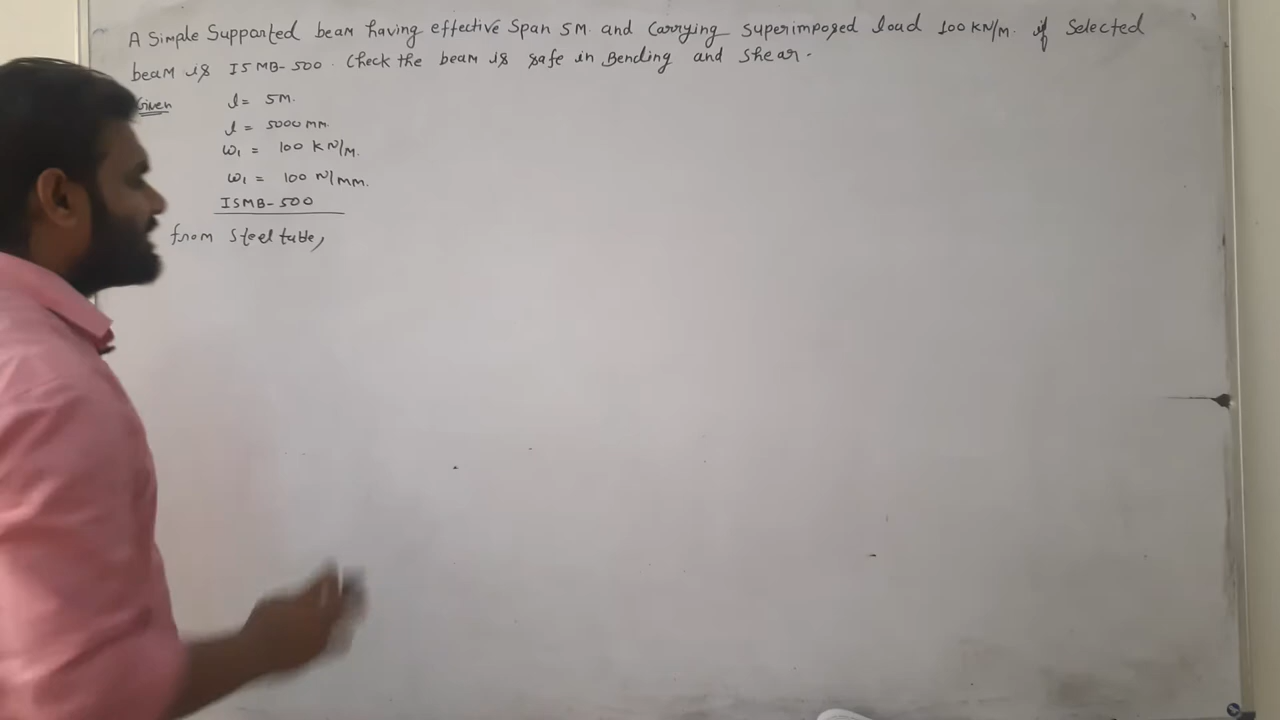 A Simple Supported beam having effective Span 5M. and Carrying superimposed load 100 KN/M. if Selected
beam is ISMB-500. Check the beam is safe in Bending and Shear.
Given l = 5M.
l = 5000 MM.
ω₁ = 100 KN/M.
ω₁ = 100 N/MM.
ISMB-500
from Steel table,